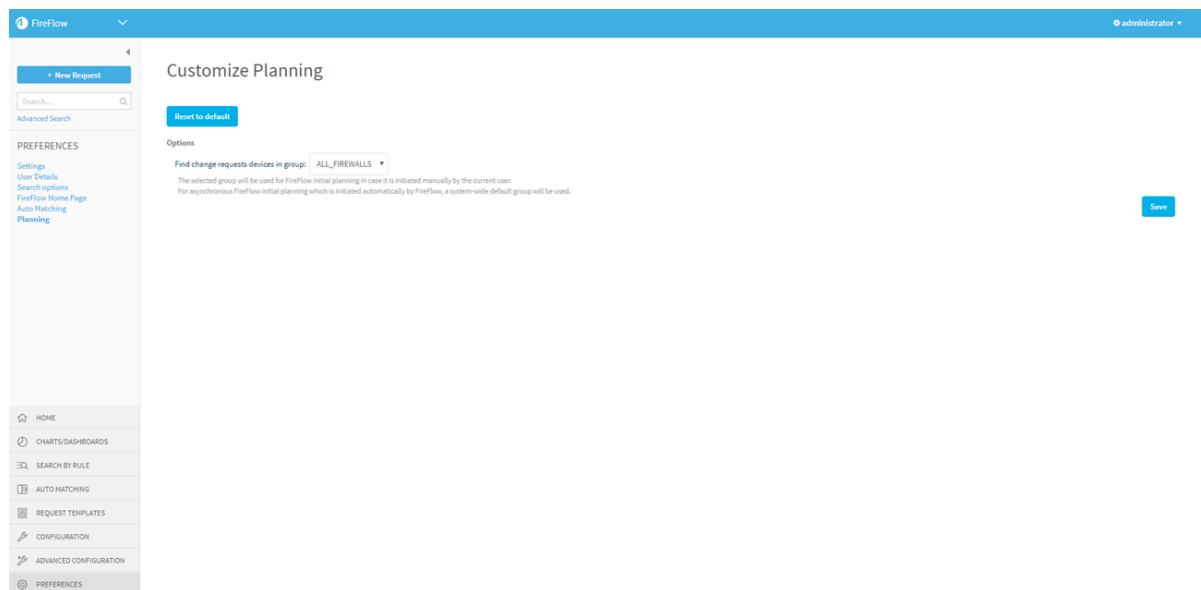 FireFlow
administrator
+ New Request
Search...
Advanced Search
PREFERENCES
Settings
User Details
Search options
FireFlow Home Page
Auto Matching
Planning
HOME
CHARTS/DASHBOARDS
SEARCH BY RULE
AUTO MATCHING
REQUEST TEMPLATES
CONFIGURATION
ADVANCED CONFIGURATION
PREFERENCES
Customize Planning
Reset to default
Options
Find change requests devices in group: ALL_FIREWALLS
The selected group will be used for FireFlow initial planning in case it is initiated manually by the current user.
For asynchronous FireFlow initial planning which is initiated automatically by FireFlow, a system-wide default group will be used.
Save